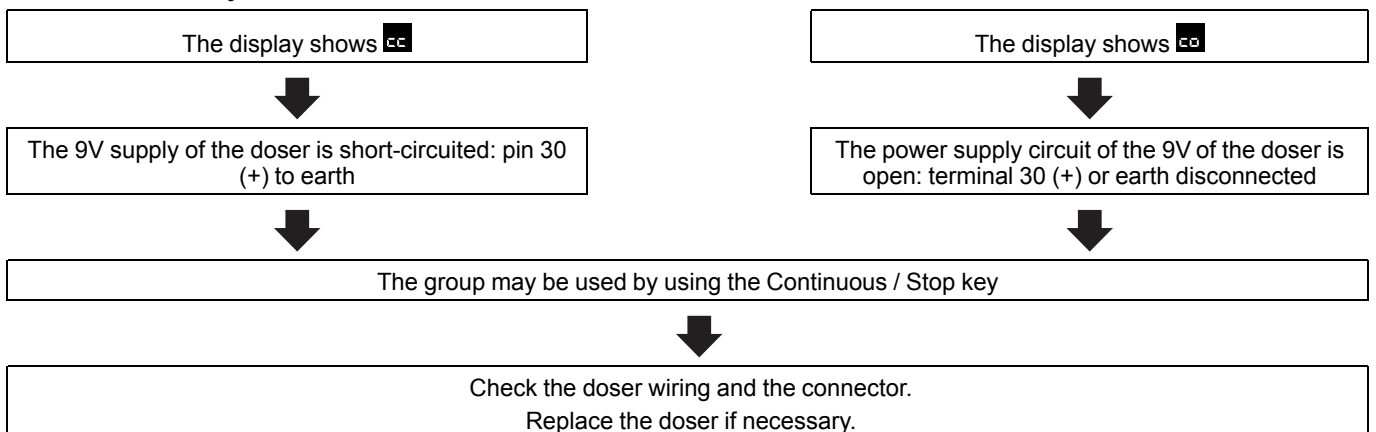 The display shows cc
The display shows co
The 9V supply of the doser is short-circuited: pin 30
(+) to earth
The power supply circuit of the 9V of the doser is
open: terminal 30 (+) or earth disconnected
The group may be used by using the Continuous / Stop key
Check the doser wiring and the connector.
Replace the doser if necessary.